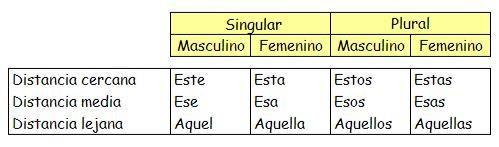 Singular Plural
Masculino Femenino Masculino Femenino
Distancia cercana Este Esta Estos Estas
Distancia media Ese Esa Esos Esas
Distancia lejana Aquel Aquella Aquellos Aquellas